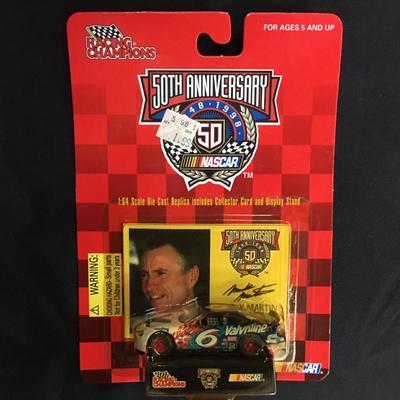 RACING CHAMPIONS
FOR AGES 5 AND UP
50TH ANNIVERSARY
1948-1998
50
NASCAR
TM
1:64 Scale Die Cast Replica includes Collector Card and Display Stand
WARNING:
CHOKING HAZARD-Small parts
Not for Children under 3 years
50TH ANNIVERSARY
50
NASCAR
MARTIN
Valvoline
6
RACING CHAMPIONS
NASCAR